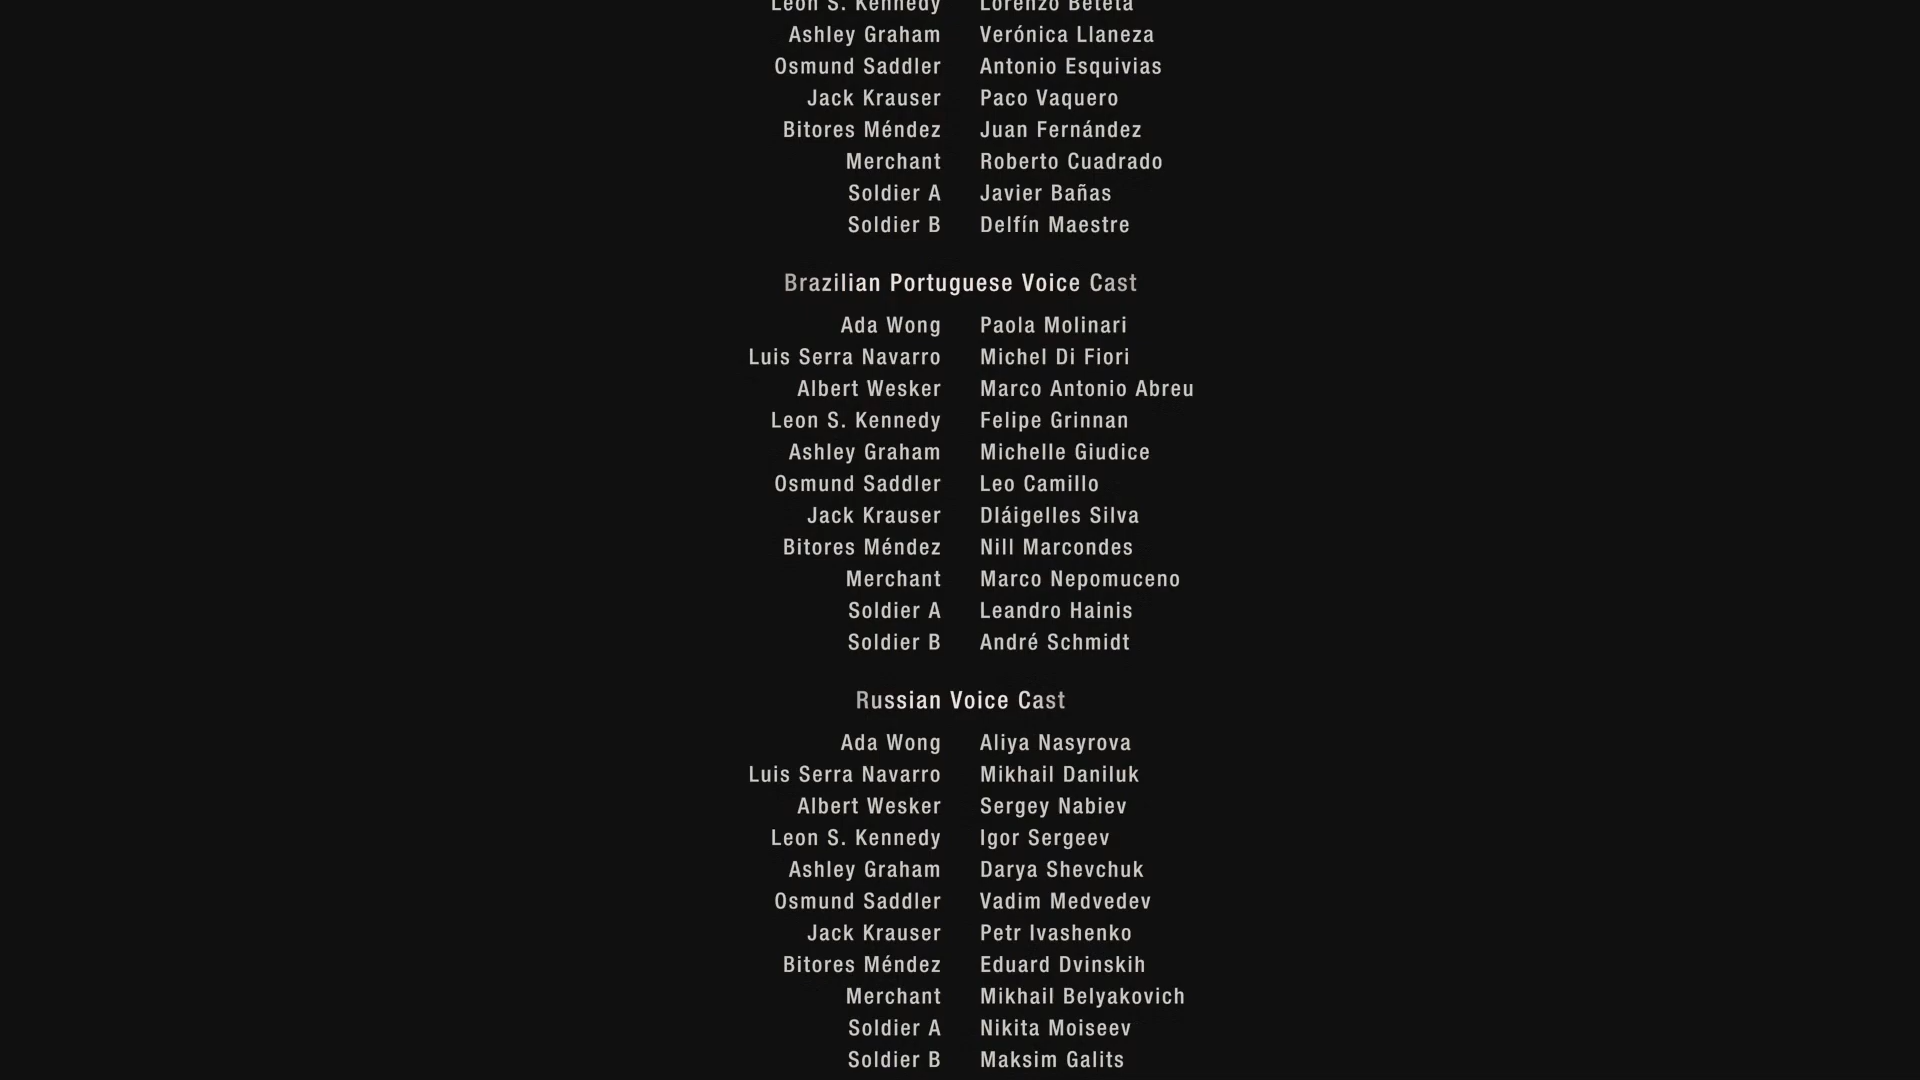 Leon S. Kennedy Lorenzo Beteta
Ashley Graham Verónica Llaneza
Osmund Saddler Antonio Esquivias
Jack Krauser Paco Vaquero
Bitores Méndez Juan Fernández
Merchant Roberto Cuadrado
Soldier A Javier Bañas
Soldier B Delfín Maestre
Brazilian Portuguese Voice Cast
Ada Wong Paola Molinari
Luis Serra Navarro Michel Di Fiori
Albert Wesker Marco Antonio Abreu
Leon S. Kennedy Felipe Grinnan
Ashley Graham Michelle Giudice
Osmund Saddler Leo Camillo
Jack Krauser Dláigelles Silva
Bitores Méndez Nill Marcondes
Merchant Marco Nepomuceno
Soldier A Leandro Hainis
Soldier B André Schmidt
Russian Voice Cast
Ada Wong Aliya Nasyrova
Luis Serra Navarro Mikhail Daniluk
Albert Wesker Sergey Nabiev
Leon S. Kennedy Igor Sergeev
Ashley Graham Darya Shevchuk
Osmund Saddler Vadim Medvedev
Jack Krauser Petr Ivashenko
Bitores Méndez Eduard Dvinskih
Merchant Mikhail Belyakovich
Soldier A Nikita Moiseev
Soldier B Maksim Galits